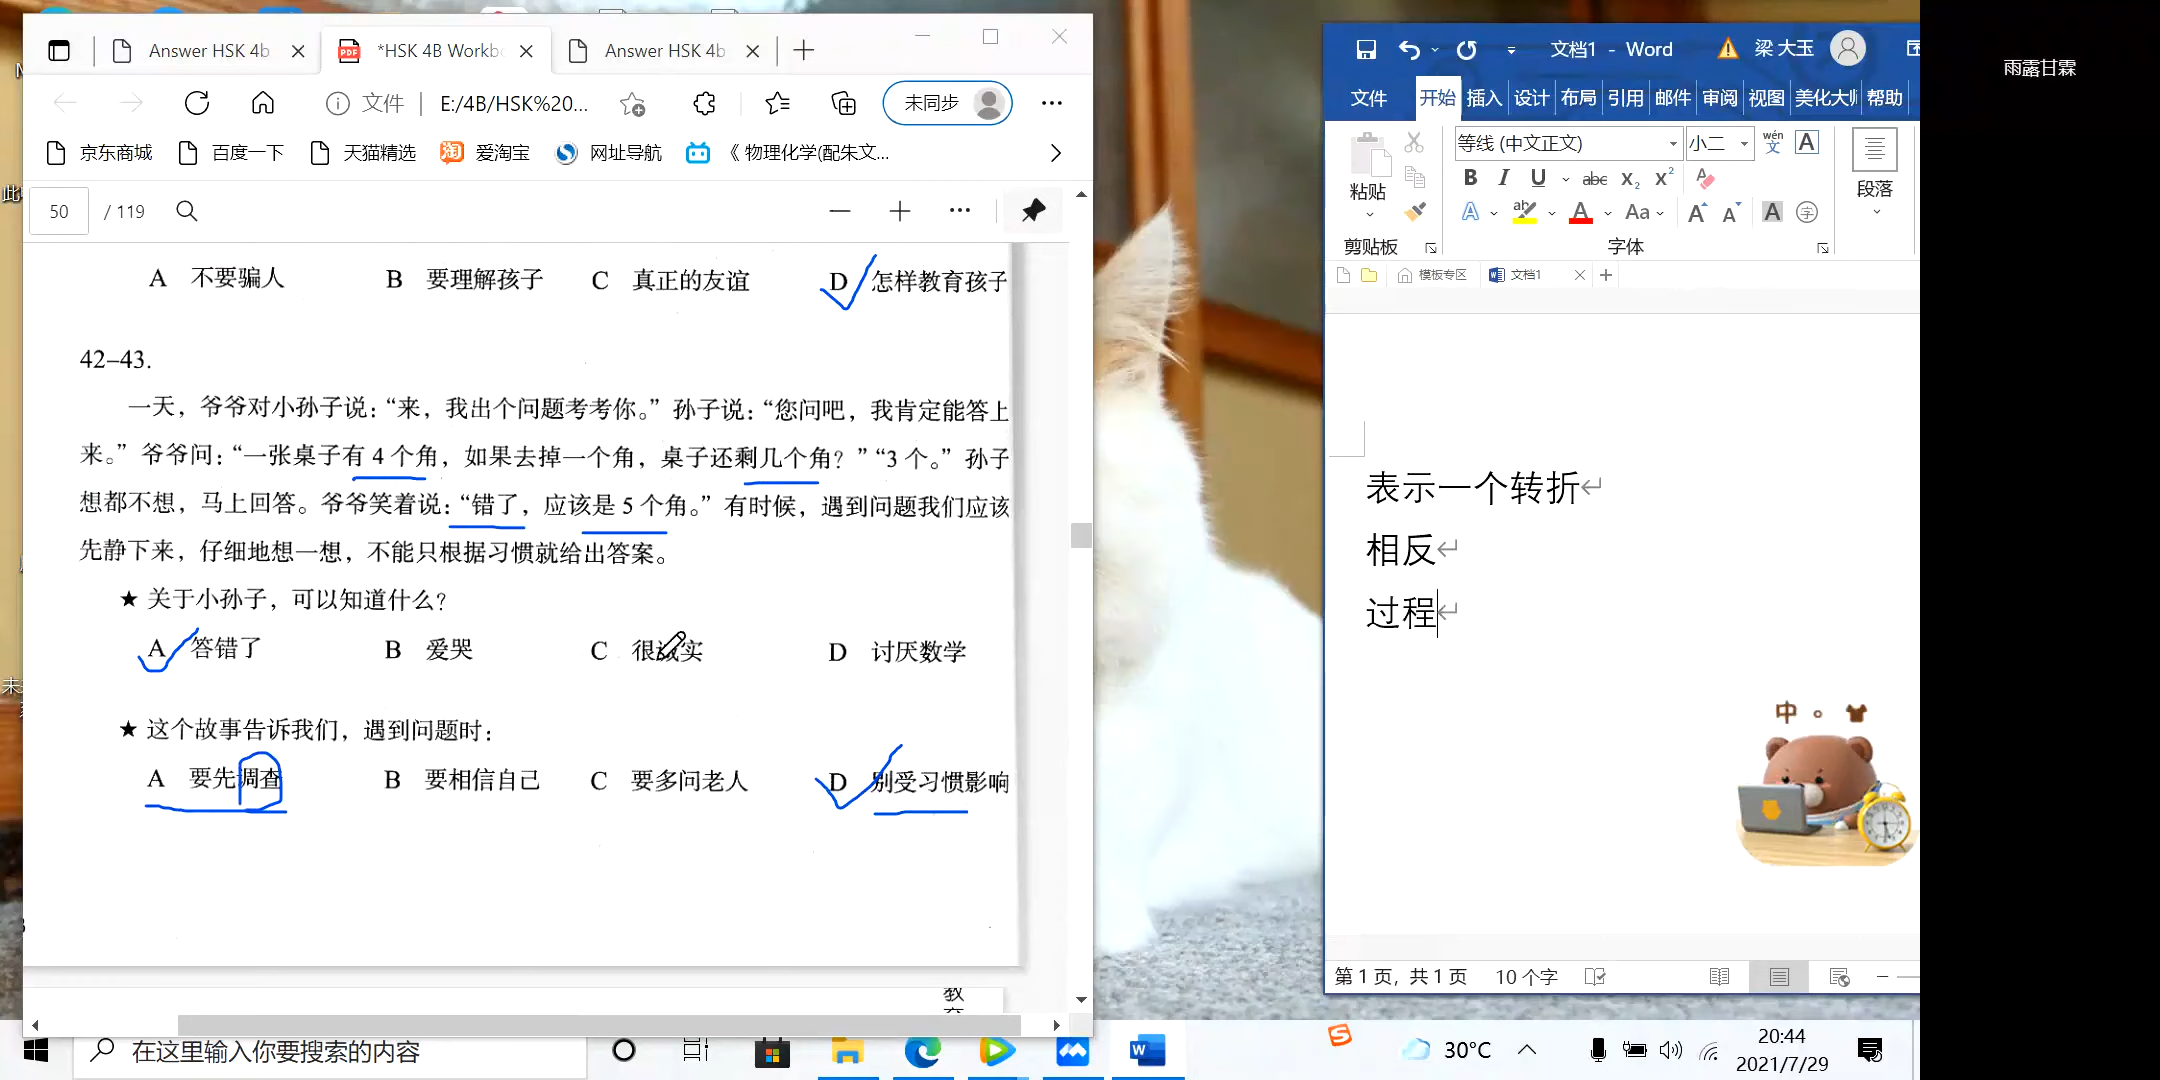 Answer HSK 4b
*HSK 4B Workb
Answer HSK 4b
文件
E:/4B/HSK%20...
未同步
京东商城
百度一下
天猫精选
爱淘宝
网址导航
《 物理化学(配朱文...
50 / 119
A 不要骗人 B 要理解孩子 C 真正的友谊 D 怎样教育孩子
42–43.
一天，爷爷对小孙子说：“来，我出个问题考考你。”孙子说：“您问吧，我肯定能答上
来。”爷爷问：“一张桌子有 4 个角，如果去掉一个角，桌子还剩几个角？”“3 个。”孙子
想都不想，马上回答。爷爷笑着说：“错了，应该是 5 个角。”有时候，遇到问题我们应该
先静下来，仔细地想一想，不能只根据习惯就给出答案。
★ 关于小孙子，可以知道什么？
A 答错了 B 爱哭 C 很诚实 D 讨厌数学
★ 这个故事告诉我们，遇到问题时：
A 要先调查 B 要相信自己 C 要多问老人 D 别受习惯影响
文档1 - Word
梁 大玉
文件 开始 插入 设计 布局 引用 邮件 审阅 视图 美化大师 帮助
等线 (中文正文)
小二
wén
文
A
粘贴
B I U abc X₂ X²
A A Aa A A A 字
段落
剪贴板
字体
模板专区
文档1
表示一个转折
相反
过程
中
第 1 页，共 1 页 10 个字
雨露甘霖
在这里输入你要搜索的内容
30°C
20:44
2021/7/29